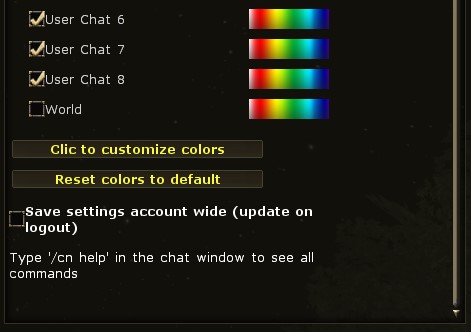 User Chat 6
User Chat 7
User Chat 8
World
Clic to customize colors
Reset colors to default
Save settings account wide (update on
logout)
Type '/cn help' in the chat window to see all
commands